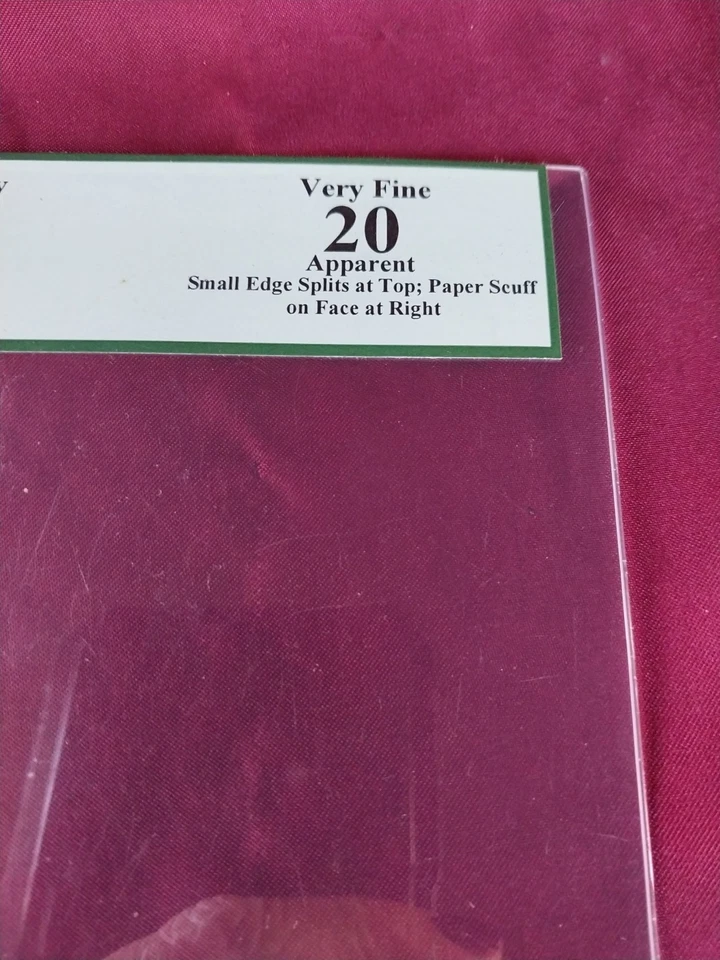 Very Fine
20
Apparent
Small Edge Splits at Top; Paper Scuff
on Face at Right